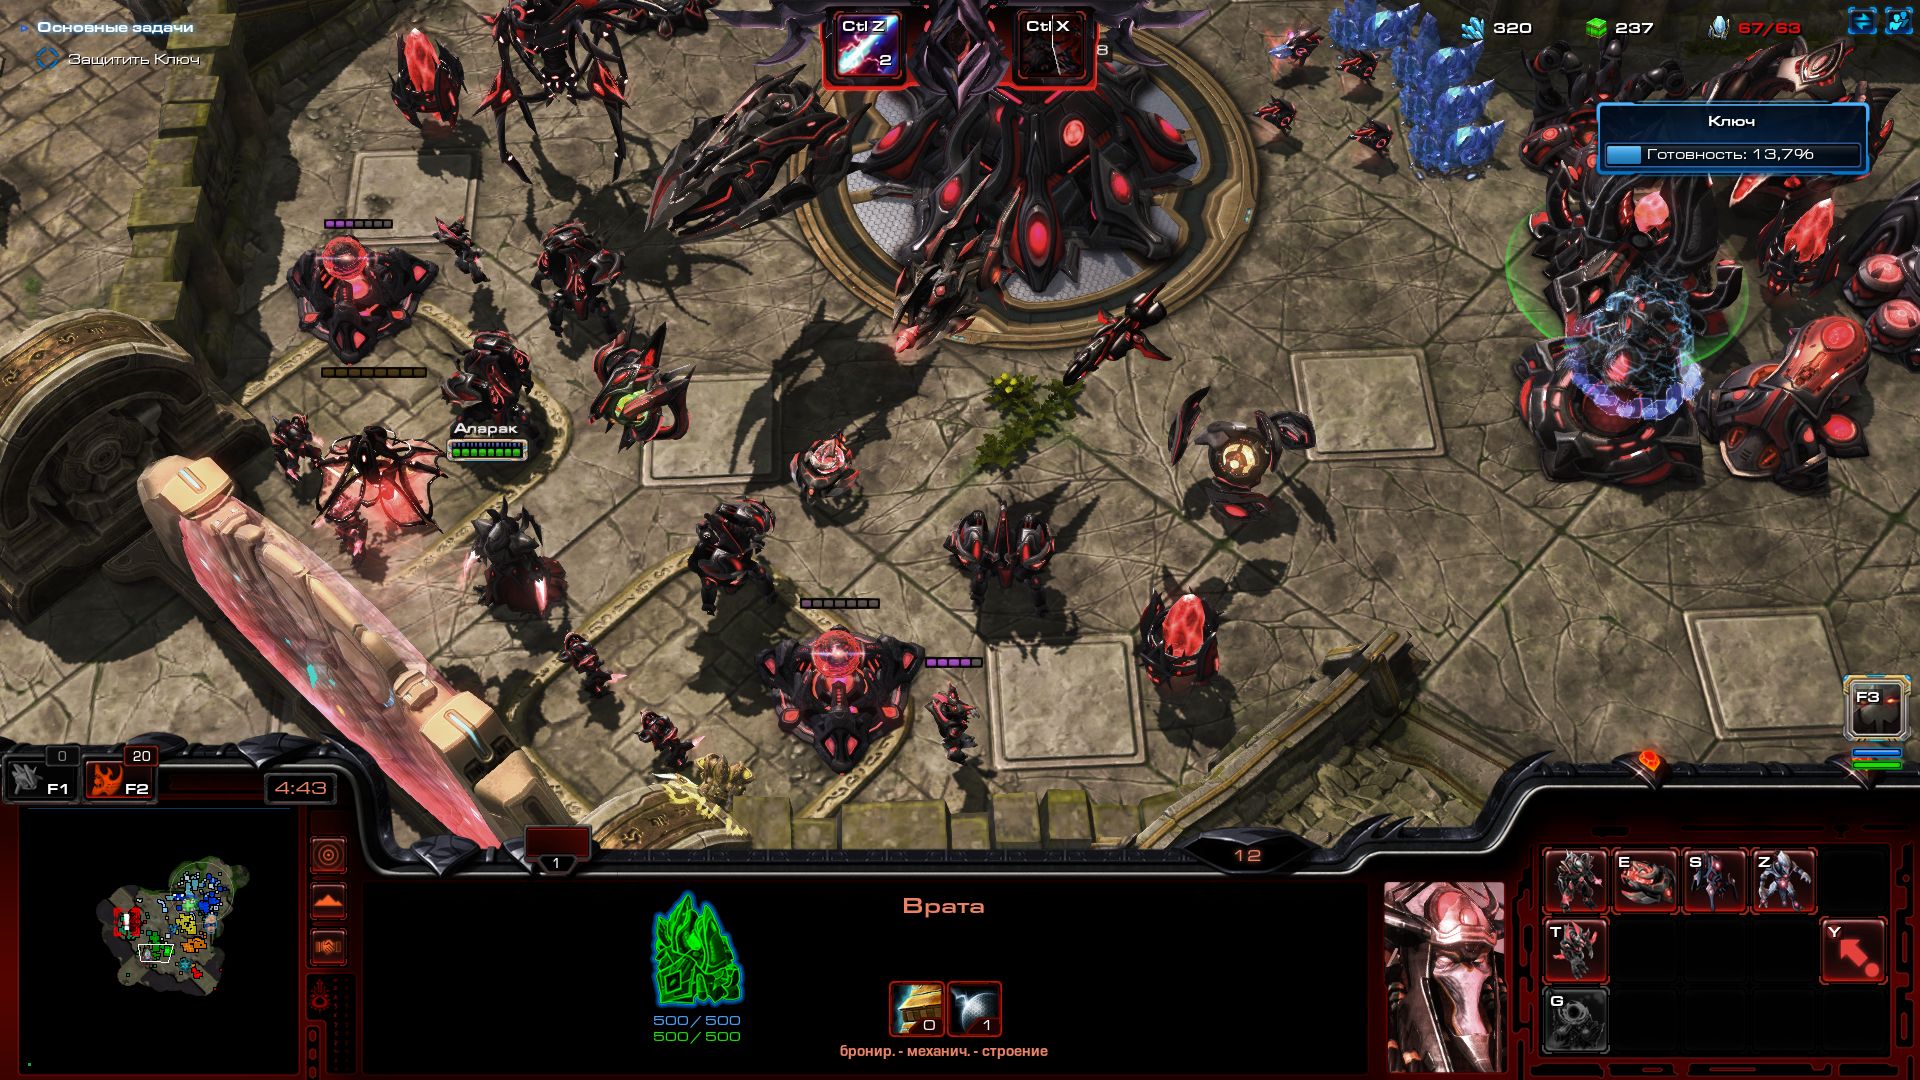 Основные задачи
Защитить Ключ
Ctl Z
2
Ctl X
8
320
237
67/63
Ключ
Готовность: 13,7%
Аларак
F3
0
F1
20
F2
4:43
1
12
Врата
500/500
500/500
0
1
бронир. - механич. - строение
E
S
Z
T
Y
G